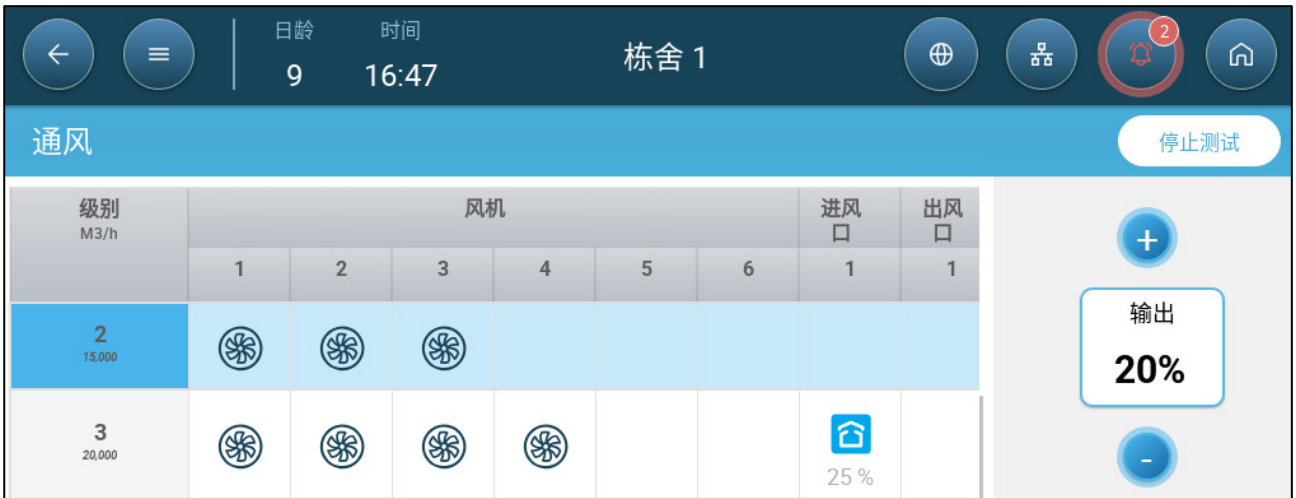 日龄 时间
9 16:47
栋舍 1
2
通风
停止测试
级别
M3/h
风机
进风
口
出风
口
1 2 3 4 5 6 1 1
2
15,000
3
20,000
25 %
+
输出
20%
-